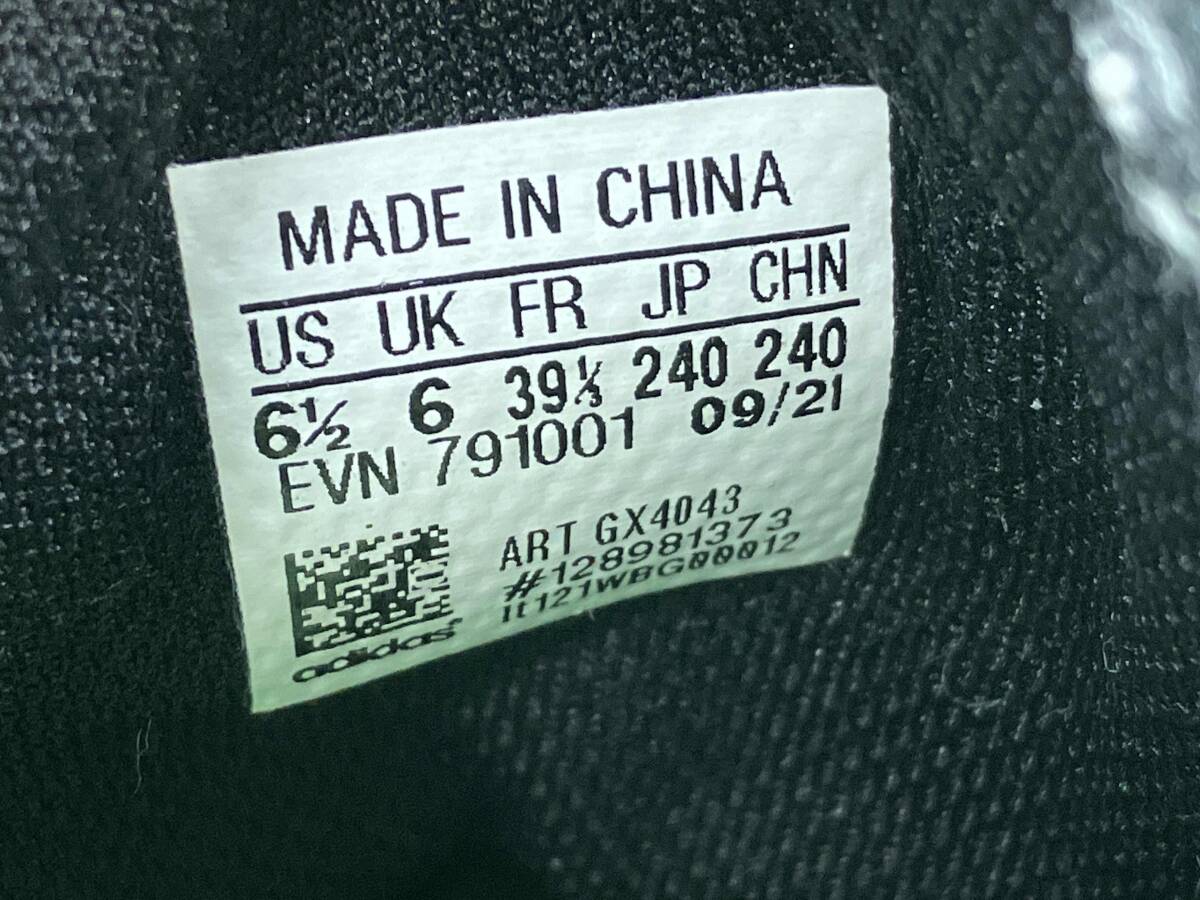 MADE IN CHINA
US UK FR JP CHN
6½ 6 39⅓ 240 240
EVN 791001 09/21
ART GX4043
#128981373
It121WBG00012
adidas